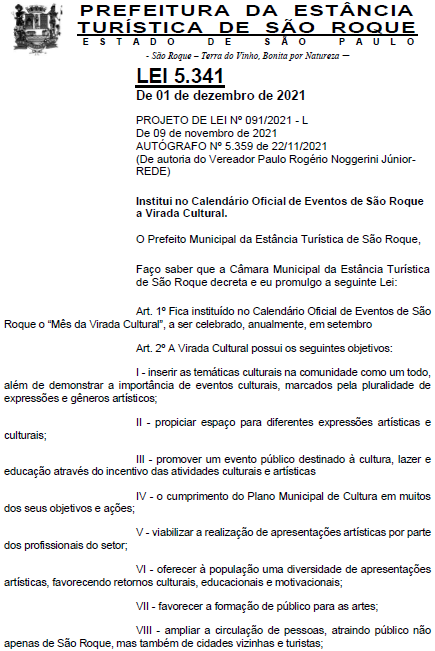 PREFEITURA DA ESTÂNCIA
TURÍSTICA DE SÃO ROQUE
ESTADO DE SÃO PAULO
- São Roque – Terra do Vinho, Bonita por Natureza –
LEI 5.341
De 01 de dezembro de 2021
PROJETO DE LEI Nº 091/2021 - L
De 09 de novembro de 2021
AUTÓGRAFO Nº 5.359 de 22/11/2021
(De autoria do Vereador Paulo Rogério Noggerini Júnior-
REDE)
Institui no Calendário Oficial de Eventos de São Roque
a Virada Cultural.
O Prefeito Municipal da Estância Turística de São Roque,
Faço saber que a Câmara Municipal da Estância Turística
de São Roque decreta e eu promulgo a seguinte Lei:
Art. 1º Fica instituído no Calendário Oficial de Eventos de São
Roque o “Mês da Virada Cultural”, a ser celebrado, anualmente, em setembro
Art. 2º A Virada Cultural possui os seguintes objetivos:
I - inserir as temáticas culturais na comunidade como um todo,
além de demonstrar a importância de eventos culturais, marcados pela pluralidade de
expressões e gêneros artísticos;
II - propiciar espaço para diferentes expressões artísticas e
culturais;
III - promover um evento público destinado à cultura, lazer e
educação através do incentivo das atividades culturais e artísticas
IV - o cumprimento do Plano Municipal de Cultura em muitos
dos seus objetivos e ações;
V - viabilizar a realização de apresentações artísticas por parte
dos profissionais do setor;
VI - oferecer à população uma diversidade de apresentações
artísticas, favorecendo retornos culturais, educacionais e motivacionais;
VII - favorecer a formação de público para as artes;
VIII - ampliar a circulação de pessoas, atraindo público não
apenas de São Roque, mas também de cidades vizinhas e turistas;